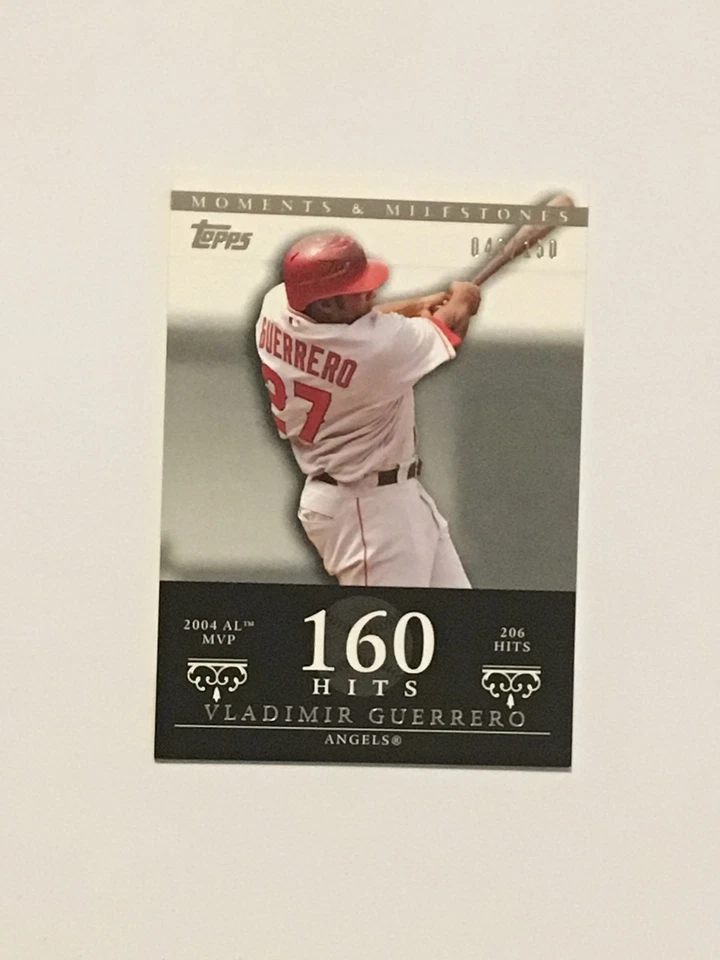 MOMENTS & MILESTONES
Topps
GUERRERO
27
2004 AL™
MVP
160
HITS
206
HITS
VLADIMIR GUERRERO
ANGELS®